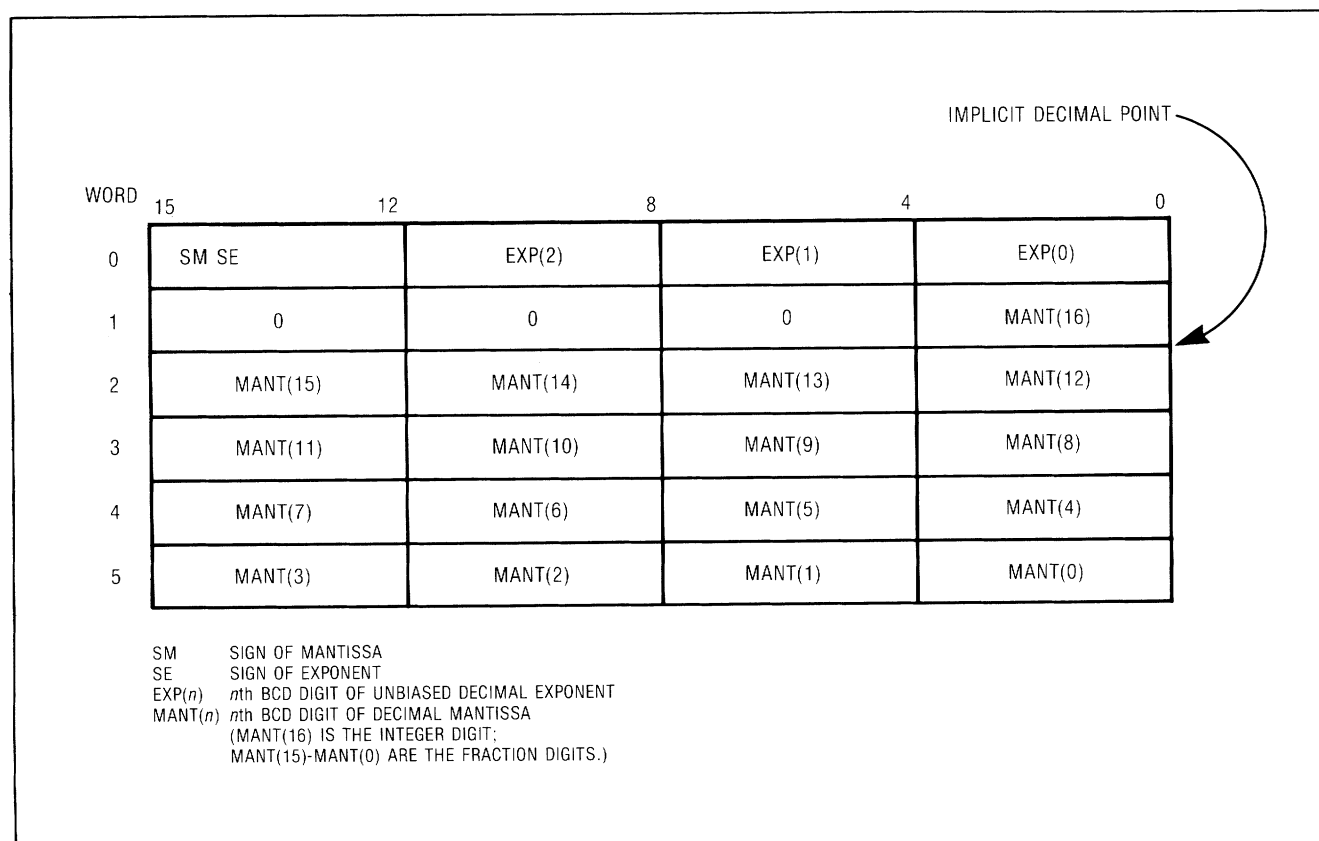 IMPLICIT DECIMAL POINT
WORD 15 12 8 4 0
0 SM SE EXP(2) EXP(1) EXP(0)
1 0 0 0 MANT(16)
2 MANT(15) MANT(14) MANT(13) MANT(12)
3 MANT(11) MANT(10) MANT(9) MANT(8)
4 MANT(7) MANT(6) MANT(5) MANT(4)
5 MANT(3) MANT(2) MANT(1) MANT(0)
SM SIGN OF MANTISSA
SE SIGN OF EXPONENT
EXP(n) nth BCD DIGIT OF UNBIASED DECIMAL EXPONENT
MANT(n) nth BCD DIGIT OF DECIMAL MANTISSA
(MANT(16) IS THE INTEGER DIGIT;
MANT(15)-MANT(0) ARE THE FRACTION DIGITS.)